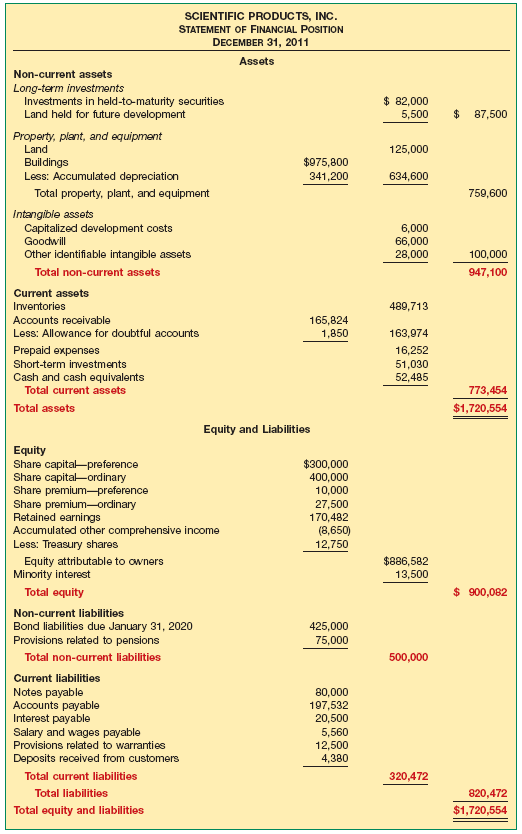 SCIENTIFIC PRODUCTS, INC.
STATEMENT OF FINANCIAL POSITION
DECEMBER 31, 2011
Assets
Non-current assets
Long-term investments
Investments in held-to-maturity securities $ 82,000
Land held for future development 5,500 $ 87,500
Property, plant, and equipment
Land 125,000
Buildings $975,800
Less: Accumulated depreciation 341,200 634,600
Total property, plant, and equipment 759,600
Intangible assets
Capitalized development costs 6,000
Goodwill 66,000
Other identifiable intangible assets 28,000 100,000
Total non-current assets 947,100
Current assets
Inventories 489,713
Accounts receivable 165,824
Less: Allowance for doubtful accounts 1,850 163,974
Prepaid expenses 16,252
Short-term investments 51,030
Cash and cash equivalents 52,485
Total current assets 773,454
Total assets $1,720,554
Equity and Liabilities
Equity
Share capital—preference $300,000
Share capital—ordinary 400,000
Share premium—preference 10,000
Share premium—ordinary 27,500
Retained earnings 170,482
Accumulated other comprehensive income (8,650)
Less: Treasury shares 12,750
Equity attributable to owners $886,582
Minority interest 13,500
Total equity $ 900,082
Non-current liabilities
Bond liabilities due January 31, 2020 425,000
Provisions related to pensions 75,000
Total non-current liabilities 500,000
Current liabilities
Notes payable 80,000
Accounts payable 197,532
Interest payable 20,500
Salary and wages payable 5,560
Provisions related to warranties 12,500
Deposits received from customers 4,380
Total current liabilities 320,472
Total liabilities 820,472
Total equity and liabilities $1,720,554